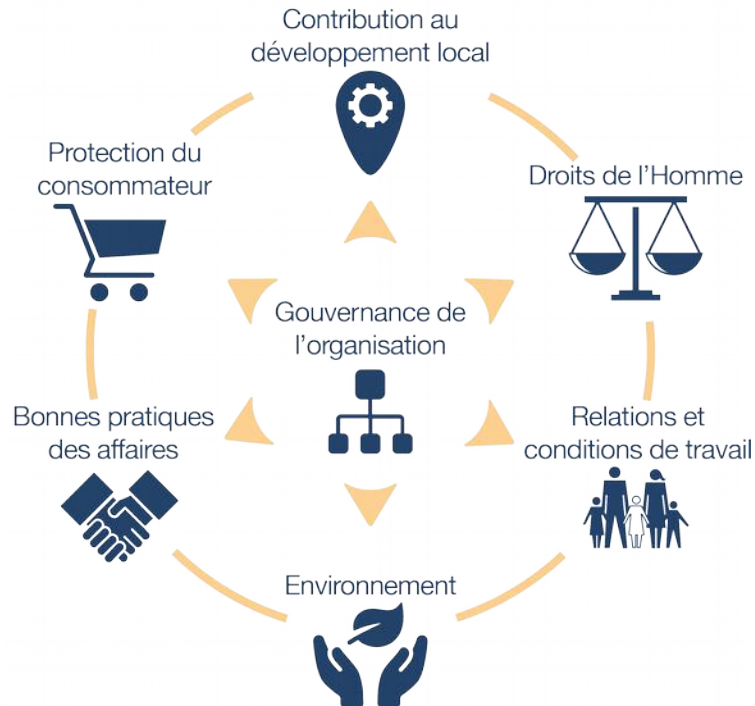 Contribution au
développement local
Protection du
consommateur
Droits de l'Homme
Gouvernance de
l'organisation
Bonnes pratiques
des affaires
Relations et
conditions de travail
Environnement